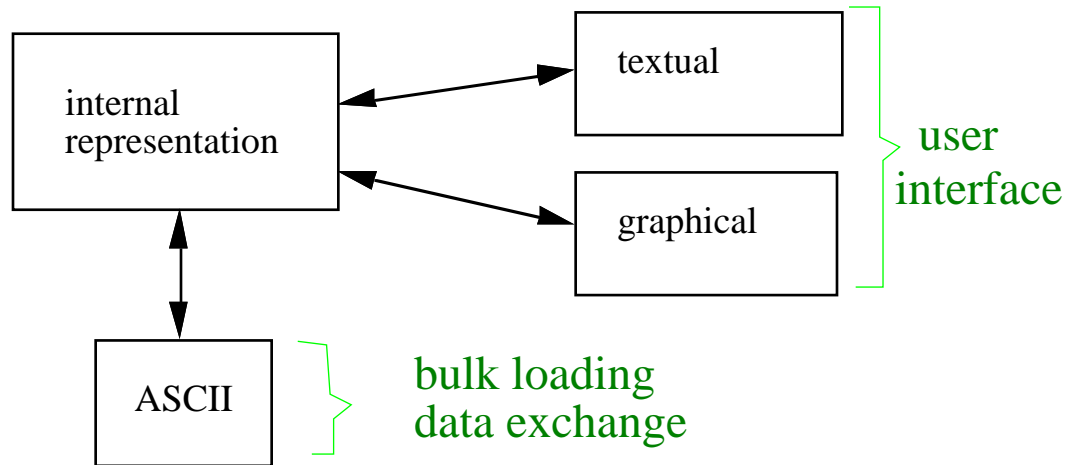 internal
representation
textual
graphical
user
interface
ASCII
bulk loading
data exchange